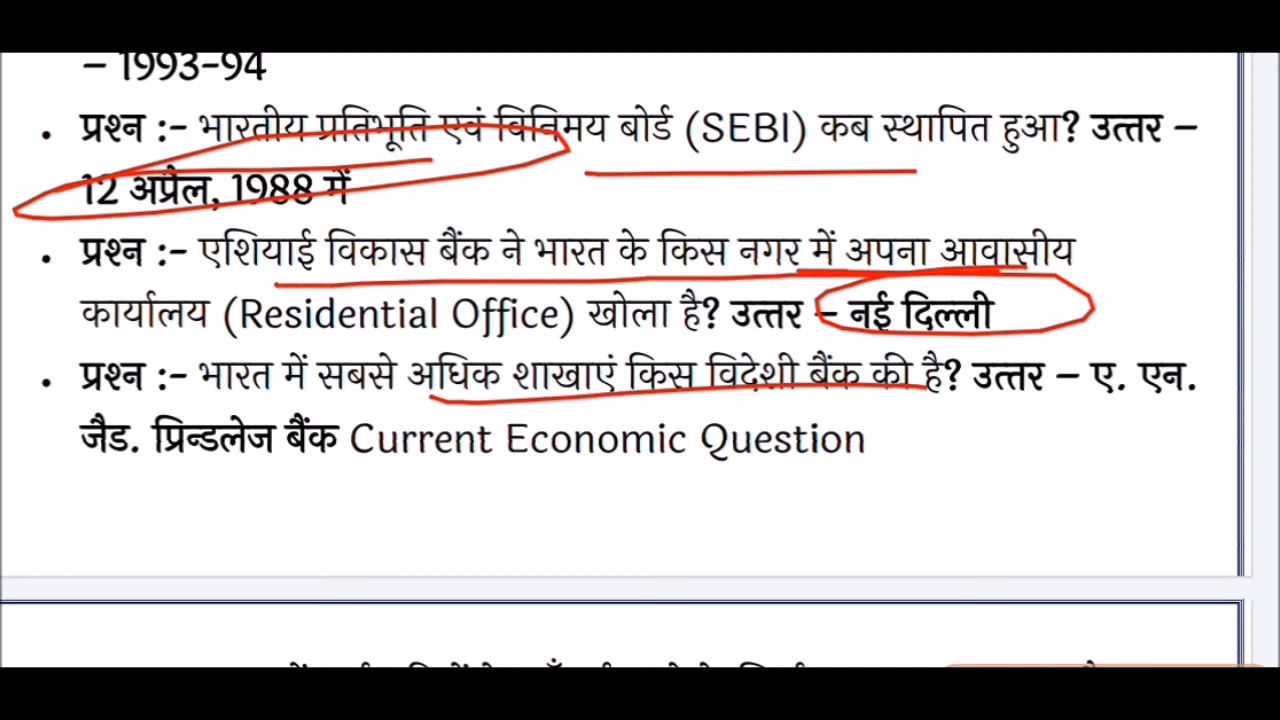 – 1993-94
• प्रश्न :- भारतीय प्रतिभूति एवं विनिमय बोर्ड (SEBI) कब स्थापित हुआ? उत्तर –
12 अप्रैल, 1988 में
• प्रश्न :- एशियाई विकास बैंक ने भारत के किस नगर में अपना आवासीय
कार्यालय (Residential Office) खोला है? उत्तर – नई दिल्ली
• प्रश्न :- भारत में सबसे अधिक शाखाएं किस विदेशी बैंक की है? उत्तर – ए. एन.
जैड. प्रिन्डलेज बैंक Current Economic Question